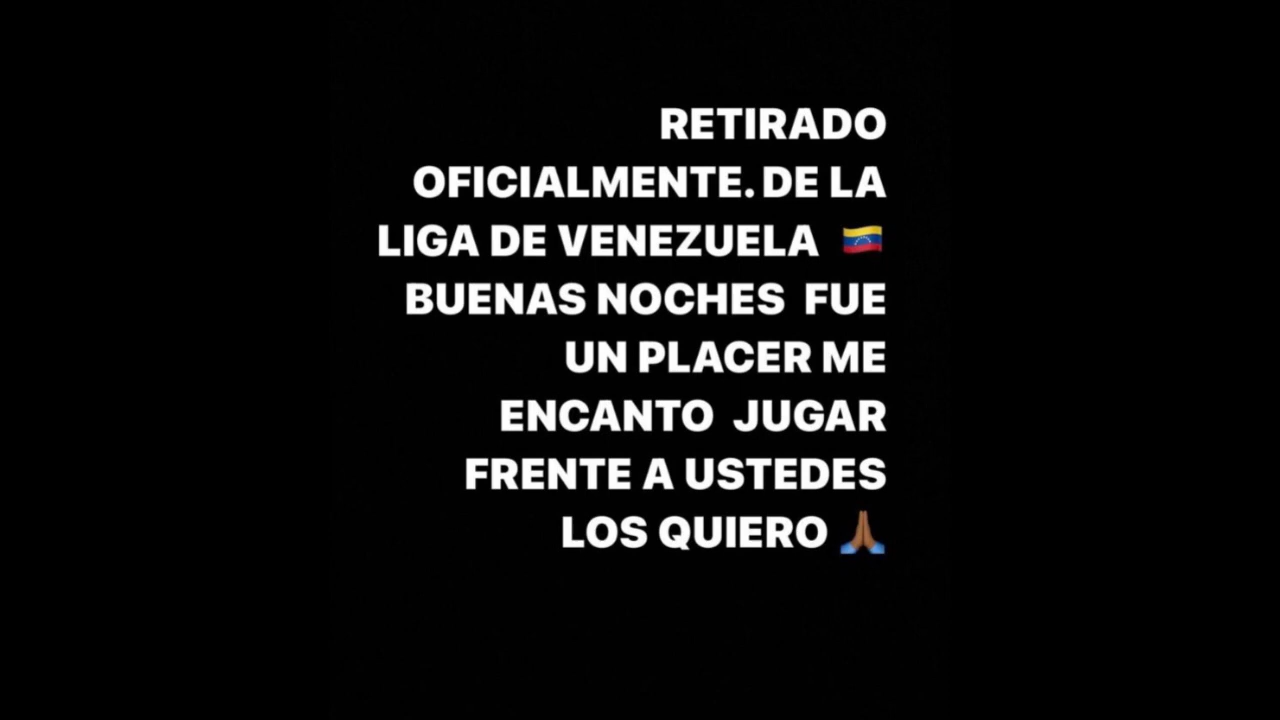 RETIRADO
OFICIALMENTE. DE LA
LIGA DE VENEZUELA 🇻🇪
BUENAS NOCHES FUE
UN PLACER ME
ENCANTO JUGAR
FRENTE A USTEDES
LOS QUIERO 🙏🏾